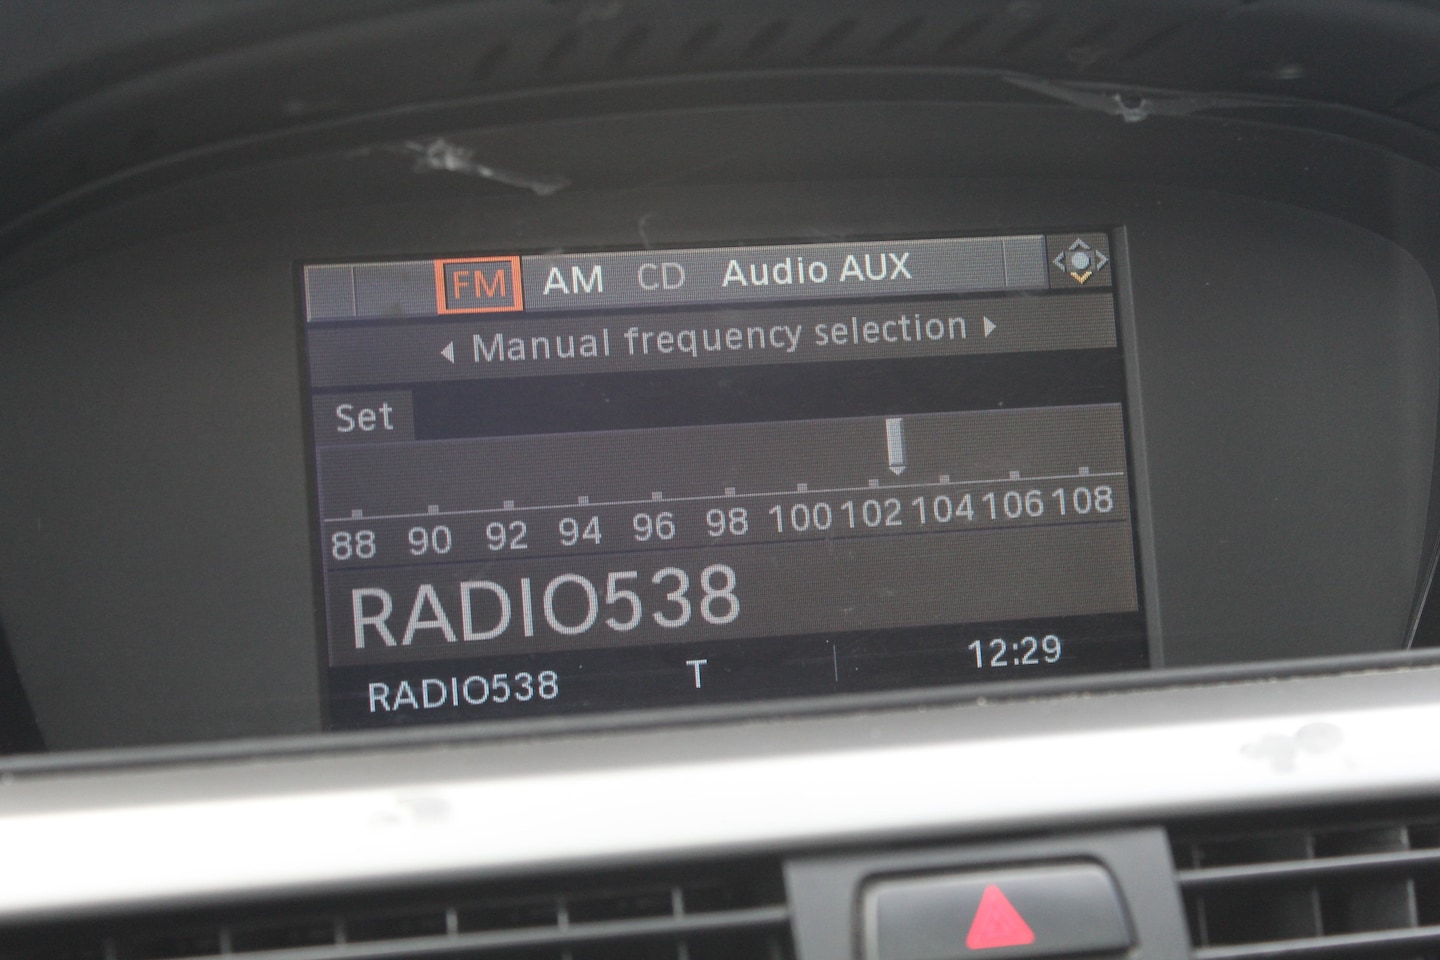 FM AM CD Audio AUX
Manual frequency selection
Set
88 90 92 94 96 98 100 102 104 106 108
RADIO538
RADIO538 T 12:29